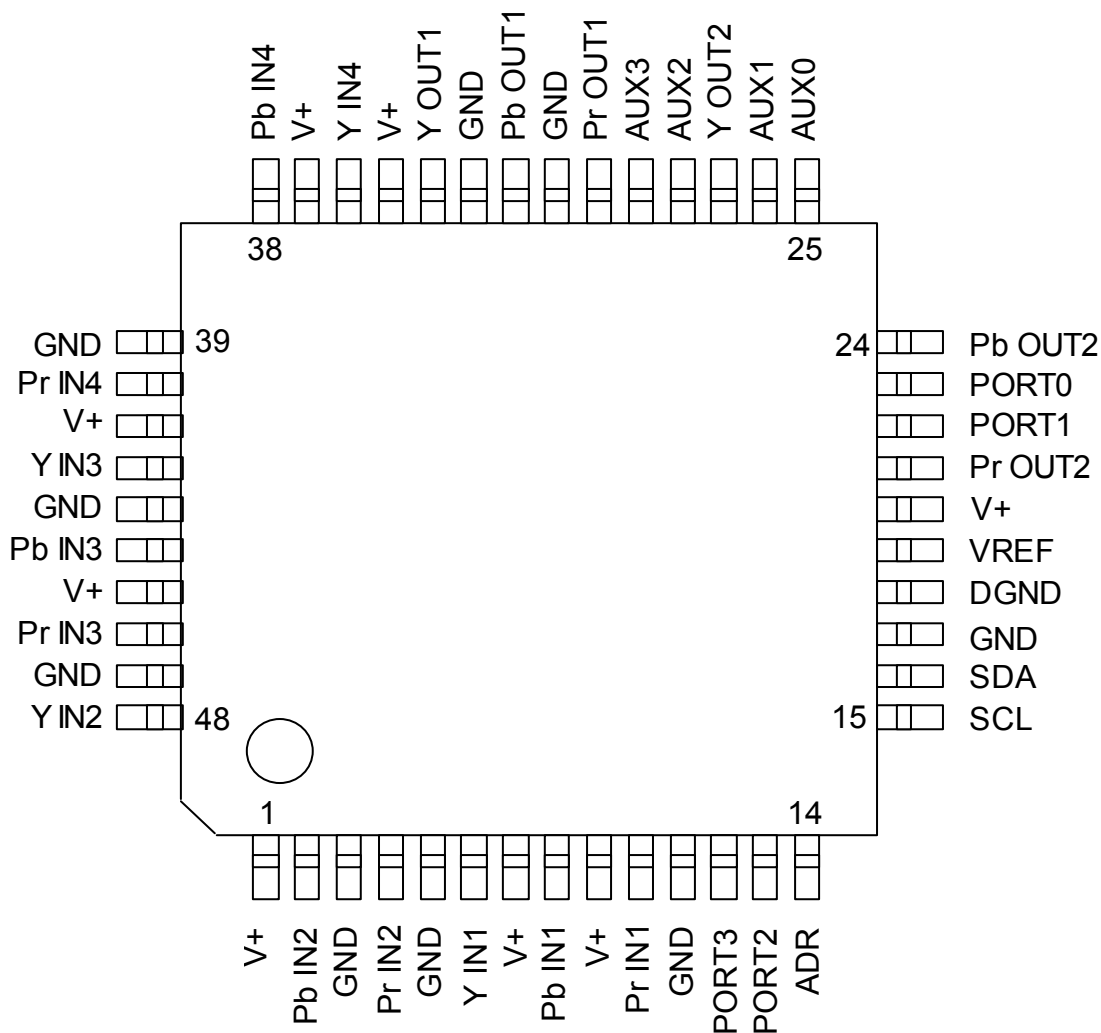 Pb IN4
V+
Y IN4
V+
Y OUT1
GND
Pb OUT1
GND
Pr OUT1
AUX3
AUX2
Y OUT2
AUX1
AUX0
38
25
GND
39
24
Pb OUT2
Pr IN4
PORT0
V+
PORT1
Y IN3
Pr OUT2
GND
V+
Pb IN3
VREF
V+
DGND
Pr IN3
GND
GND
SDA
Y IN2
48
15
SCL
1
14
V+
Pb IN2
GND
Pr IN2
GND
Y IN1
V+
Pb IN1
V+
Pr IN1
GND
PORT3
PORT2
ADR